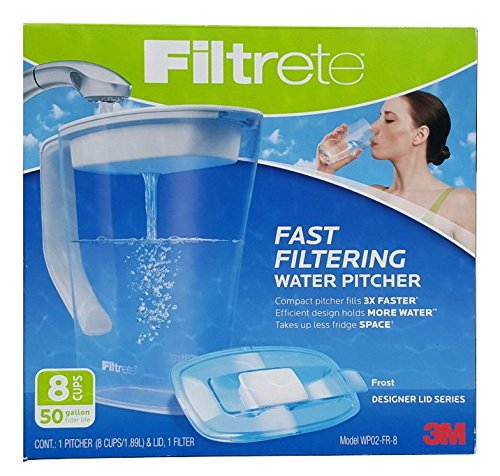 Filtrete™
FAST
FILTERING
WATER PITCHER
Compact pitcher fills 3X FASTER*
Efficient design holds MORE WATER**
Takes up less fridge SPACE†
Filtrete
8 CUPS
50 gallon
filter life
Frost
DESIGNER LID SERIES
CONT.: 1 PITCHER (8 CUPS/1.89L) & LID, 1 FILTER
Model WP02-FR-8
3M